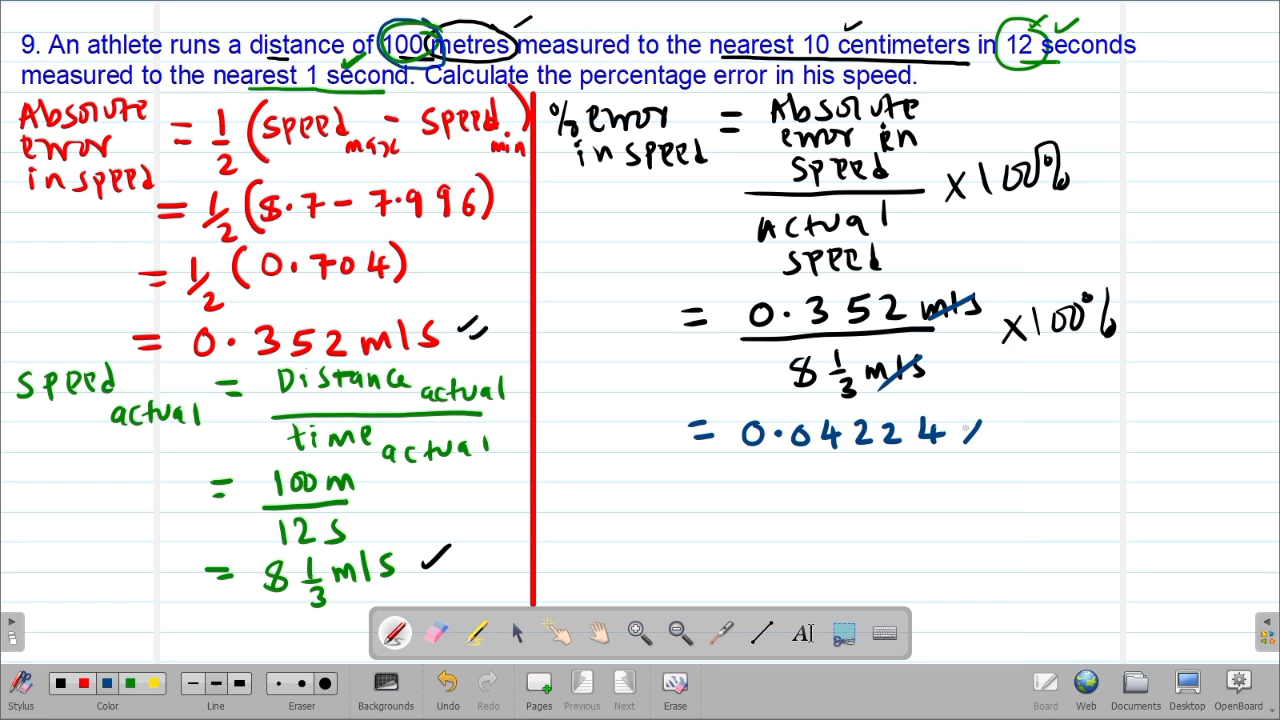 9. An athlete runs a distance of 100 metres measured to the nearest 10 centimeters in 12 seconds
measured to the nearest 1 second. Calculate the percentage error in his speed.
Absolute error in speed = 1/2 (speed max - speed min)
= 1/2 (8.7 - 7.996)
= 1/2 (0.704)
= 0.352 m/s
speed actual = Distance actual / time actual
= 100m / 12s
= 8 1/3 m/s
% error in speed = Absolute error in speed / actual speed × 100%
= 0.352 m/s / 8 1/3 m/s × 100%
= 0.04224
Stylus
Color
Line
Eraser
Backgrounds
Undo
Redo
Pages
Previous
Next
Erase
Board
Web
Documents
Desktop
OpenBoard